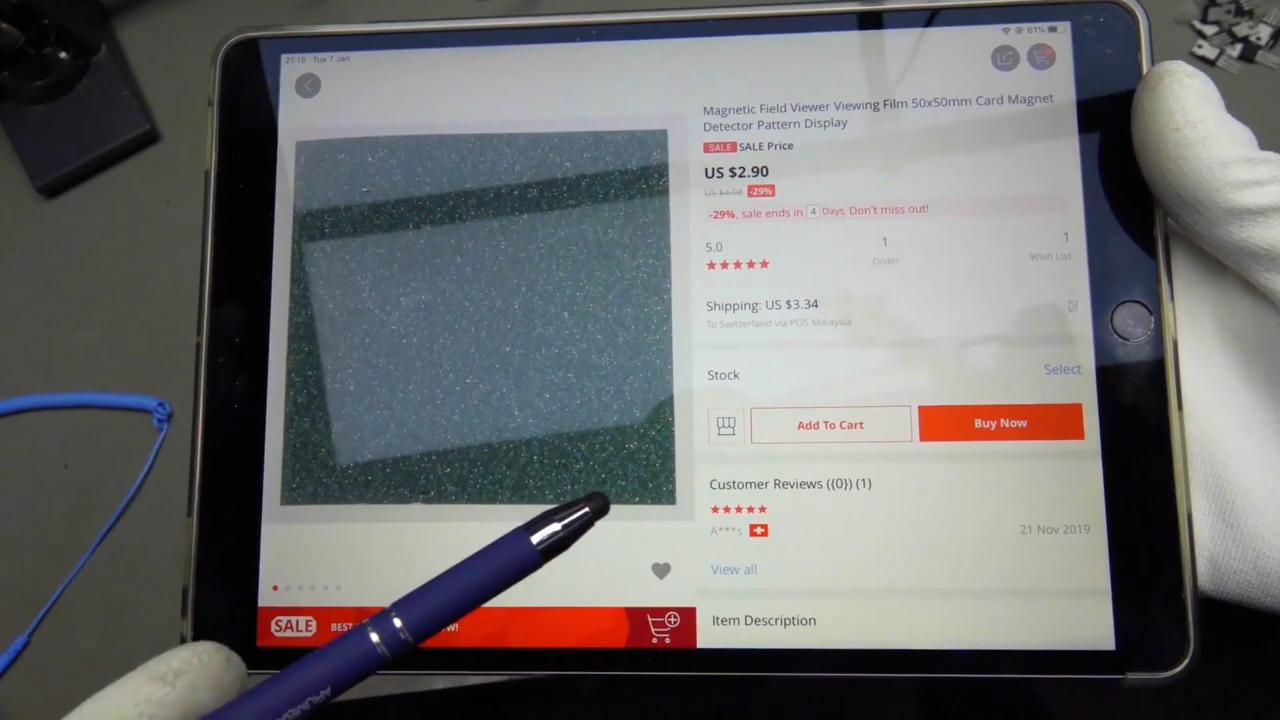 21:15 Tue 7 Jan
61%
Magnetic Field Viewer Viewing Film 50x50mm Card Magnet
Detector Pattern Display
SALE SALE Price
US $2.90
-29%
-29%, sale ends in 4 Days, Don't miss out!
5.0
1
Order
1
Wish List
Shipping: US $3.34
To Switzerland via POS Malaysia
Stock
Select
Add To Cart
Buy Now
Customer Reviews ({0}) (1)
A***s
21 Nov 2019
View all
Item Description
SALE